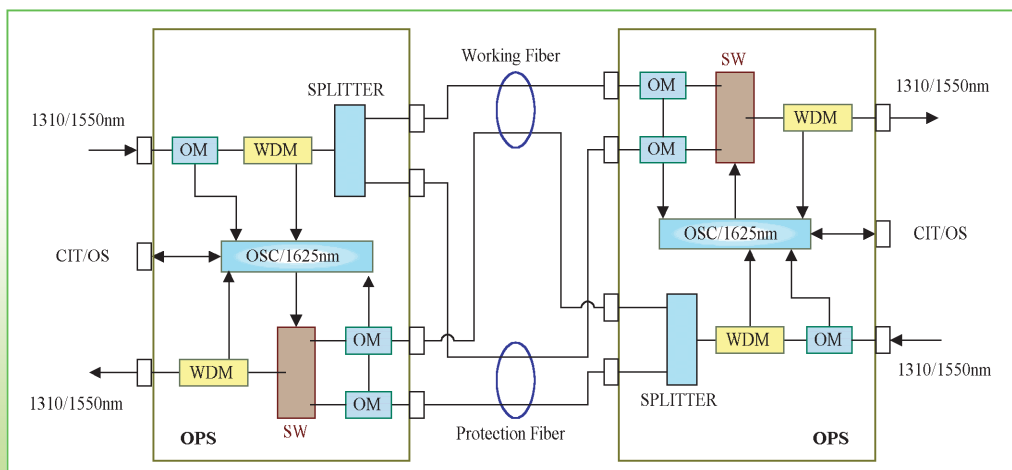 Working Fiber
SW
SPLITTER
1310/1550nm
1310/1550nm
OM
WDM
OM
WDM
OM
OSC/1625nm
CIT/OS
OSC/1625nm
CIT/OS
OM
WDM
OM
WDM
SW
OM
1310/1550nm
1310/1550nm
SPLITTER
Protection Fiber
OPS
OPS